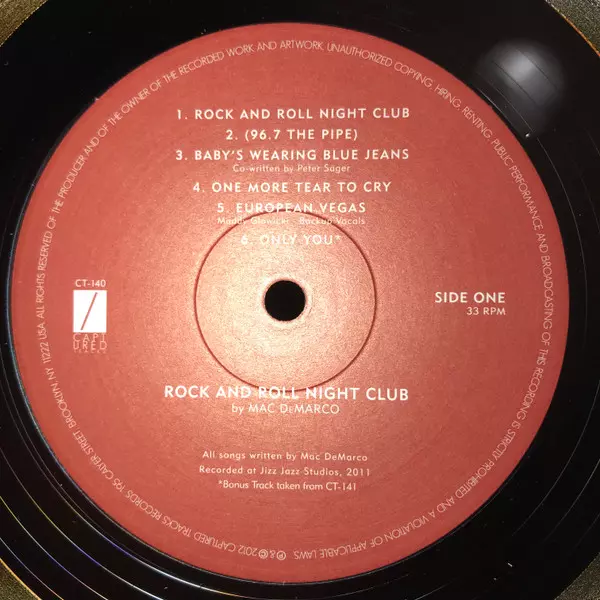 1. ROCK AND ROLL NIGHT CLUB
2. (96.7 THE PIPE)
3. BABY'S WEARING BLUE JEANS
Co-written by Peter Sager
4. ONE MORE TEAR TO CRY
5. EUROPEAN VEGAS
Maddy Glowicki - Backup Vocals
6. ONLY YOU*
CT-140
CAPT
URED
TRACKS
SIDE ONE
33 RPM
ROCK AND ROLL NIGHT CLUB
by MAC DeMARCO
All songs written by Mac DeMarco
Recorded at Jizz Jazz Studios, 2011
*Bonus Track taken from CT-141
℗ & © 2012 CAPTURED TRACKS RECORDS 195 CALYER STREET BROOKLYN, NY 11222 USA. ALL RIGHTS RESERVED OF THE PRODUCER AND OF THE OWNER OF THE RECORDED WORK AND ARTWORK. UNAUTHORIZED COPYING, HIRING, RENTING, PUBLIC PERFORMANCE AND BROADCASTING OF THIS RECORDING IS STRICTLY PROHIBITED AND A VIOLATION OF APPLICABLE LAWS.